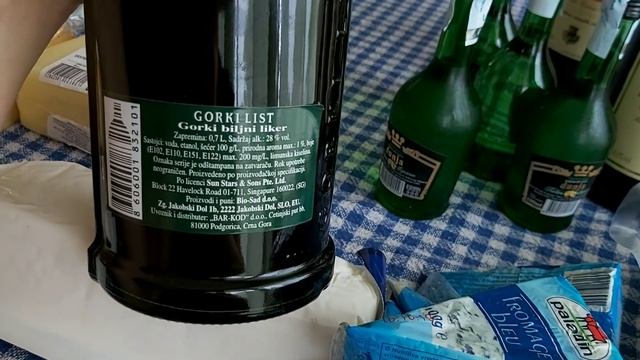 GORKI LIST
Gorki biljni liker
Zapremina: 0,7 L. Sadržaj alk.: 28 % vol.
Sastojci: voda, etanol, šećer 100 g/L, prirodna aroma max.: 1 %, boje
(E102, E110, E151, E122) max. 200 mg/L, limunska kiselina.
Oznaka serije je odštampana na zatvaraču. Rok upotrebe
neograničen. Proizvedeno po proizvođačkoj specifikaciji.
Po licenci Sun Stars & Sons Pte. Ltd.
Block 22 Havelock Road 01-711, Singapur 160022, (SG)
Proizvodi i puni: Bio-Sad d.o.o.
Zg. Jakobski Dol 1b, 2222 Jakobski Dol, SLO, EU.
Uvoznik i distributer: „BAR-KOD" d.o.o., Cetinjski put bb,
81000 Podgorica, Crna Gora
8 606001 832101
FROMAG
bleu
paladin